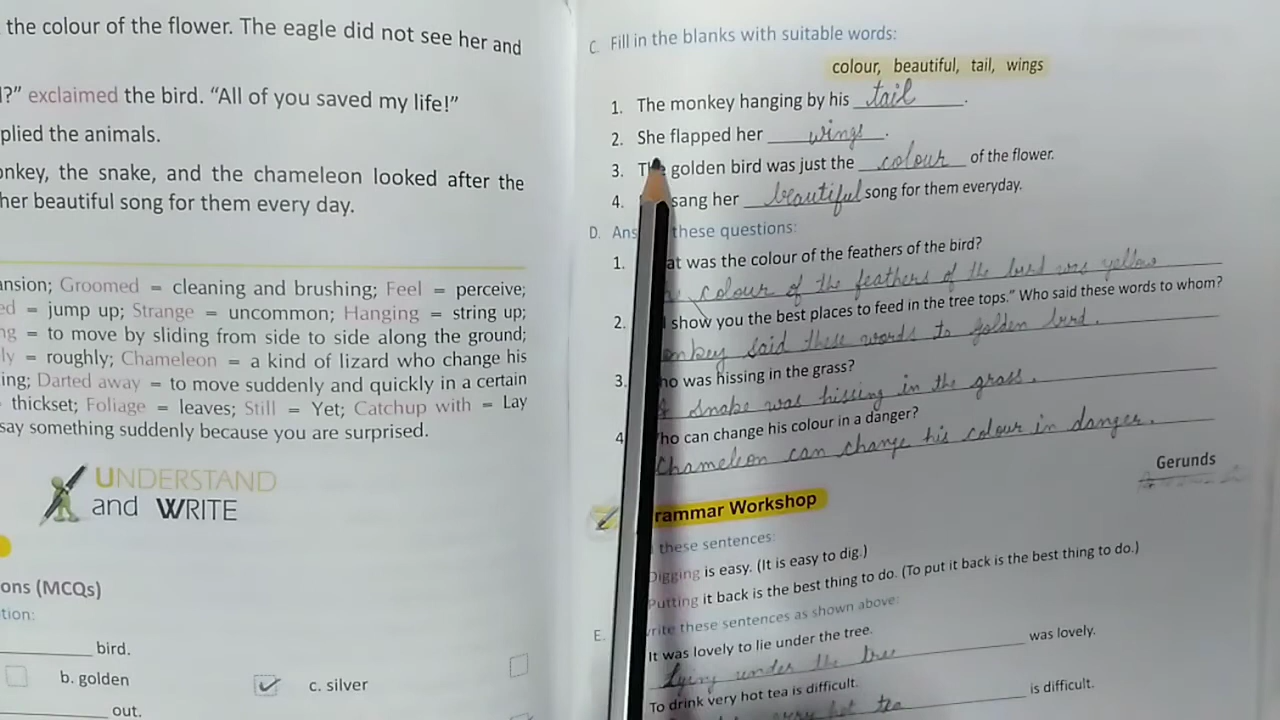 the colour of the flower. The eagle did not see her and
?" exclaimed the bird. "All of you saved my life!"
plied the animals.
onkey, the snake, and the chameleon looked after the
her beautiful song for them every day.
ansion; Groomed = cleaning and brushing; Feel = perceive;
ed = jump up; Strange = uncommon; Hanging = string up;
ng = to move by sliding from side to side along the ground;
ly = roughly; Chameleon = a kind of lizard who change his
ing; Darted away = to move suddenly and quickly in a certain
thickset; Foliage = leaves; Still = Yet; Catchup with = Lay
say something suddenly because you are surprised.
UNDERSTAND
and WRITE
ons (MCQs)
tion:
bird.
b. golden c. silver
out.
C. Fill in the blanks with suitable words:
colour, beautiful, tail, wings
1. The monkey hanging by his tail.
2. She flapped her wings.
3. The golden bird was just the colour of the flower.
4. sang her beautiful song for them everyday.
D. Ans these questions:
1. at was the colour of the feathers of the bird?
colour of the feathers of the bird was yellow
2. show you the best places to feed in the tree tops." Who said these words to whom?
onkey said these words to golden bird.
3. ho was hissing in the grass?
snake was hissing in the grass.
4 ho can change his colour in a danger?
Chameleon can change his colour in danger.
Gerunds
rammar Workshop
these sentences:
Digging is easy. (It is easy to dig.)
Putting it back is the best thing to do. (To put it back is the best thing to do.)
E. write these sentences as shown above:
It was lovely to lie under the tree.
Lying under the tree was lovely.
To drink very hot tea is difficult.
very hot tea is difficult.